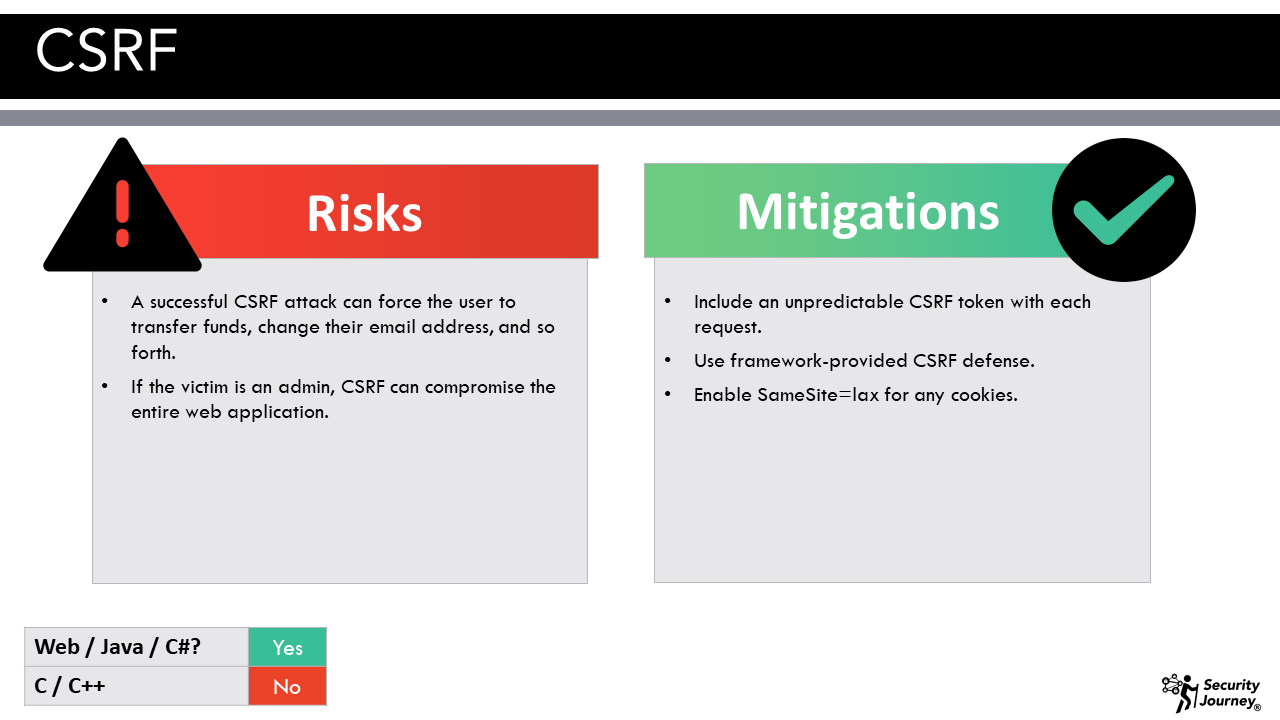 CSRF
Risks
• A successful CSRF attack can force the user to
transfer funds, change their email address, and so
forth.
• If the victim is an admin, CSRF can compromise the
entire web application.
Mitigations
• Include an unpredictable CSRF token with each
request.
• Use framework-provided CSRF defense.
• Enable SameSite=lax for any cookies.
Web / Java / C#? Yes
C / C++ No
Security
Journey®